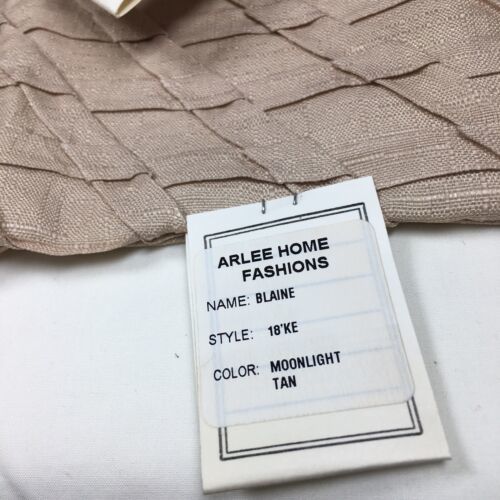 ARLEE HOME
FASHIONS
NAME: BLAINE
STYLE: 18'KE
COLOR: MOONLIGHT
TAN